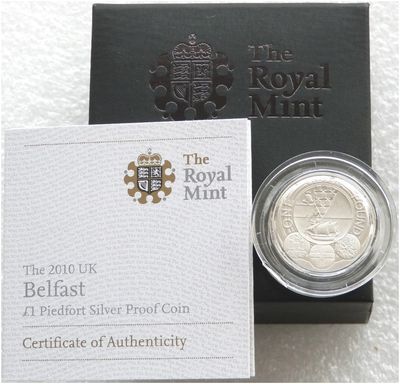 The
Royal
Mint
The
Royal
Mint
The 2010 UK
Belfast
£1 Piedfort Silver Proof Coin
Certificate of Authenticity
ONE POUND